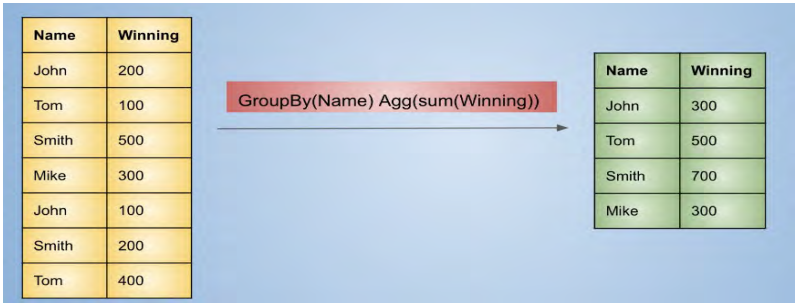 Name Winning
John 200
Tom 100
Smith 500
Mike 300
John 100
Smith 200
Tom 400
GroupBy(Name) Agg(sum(Winning))
Name Winning
John 300
Tom 500
Smith 700
Mike 300